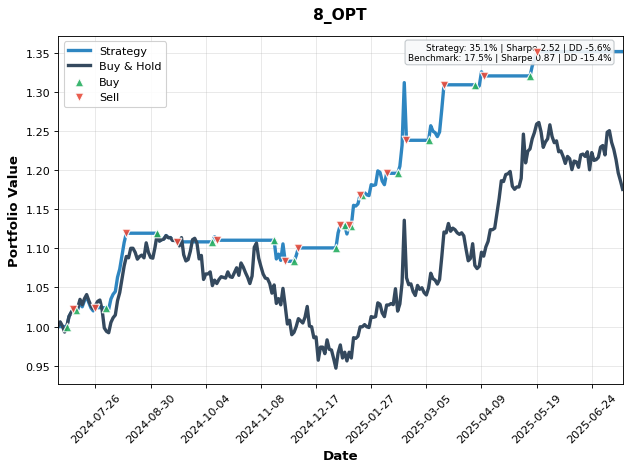 8_OPT
Strategy: 35.1% | Sharpe 2.52 | DD -5.6%
Benchmark: 17.5% | Sharpe 0.87 | DD -15.4%
Strategy
Buy & Hold
Buy
Sell
Portfolio Value
1.35
1.30
1.25
1.20
1.15
1.10
1.05
1.00
0.95
2024-07-26
2024-08-30
2024-10-04
2024-11-08
2024-12-17
2025-01-27
2025-03-05
2025-04-09
2025-05-19
2025-06-24
Date